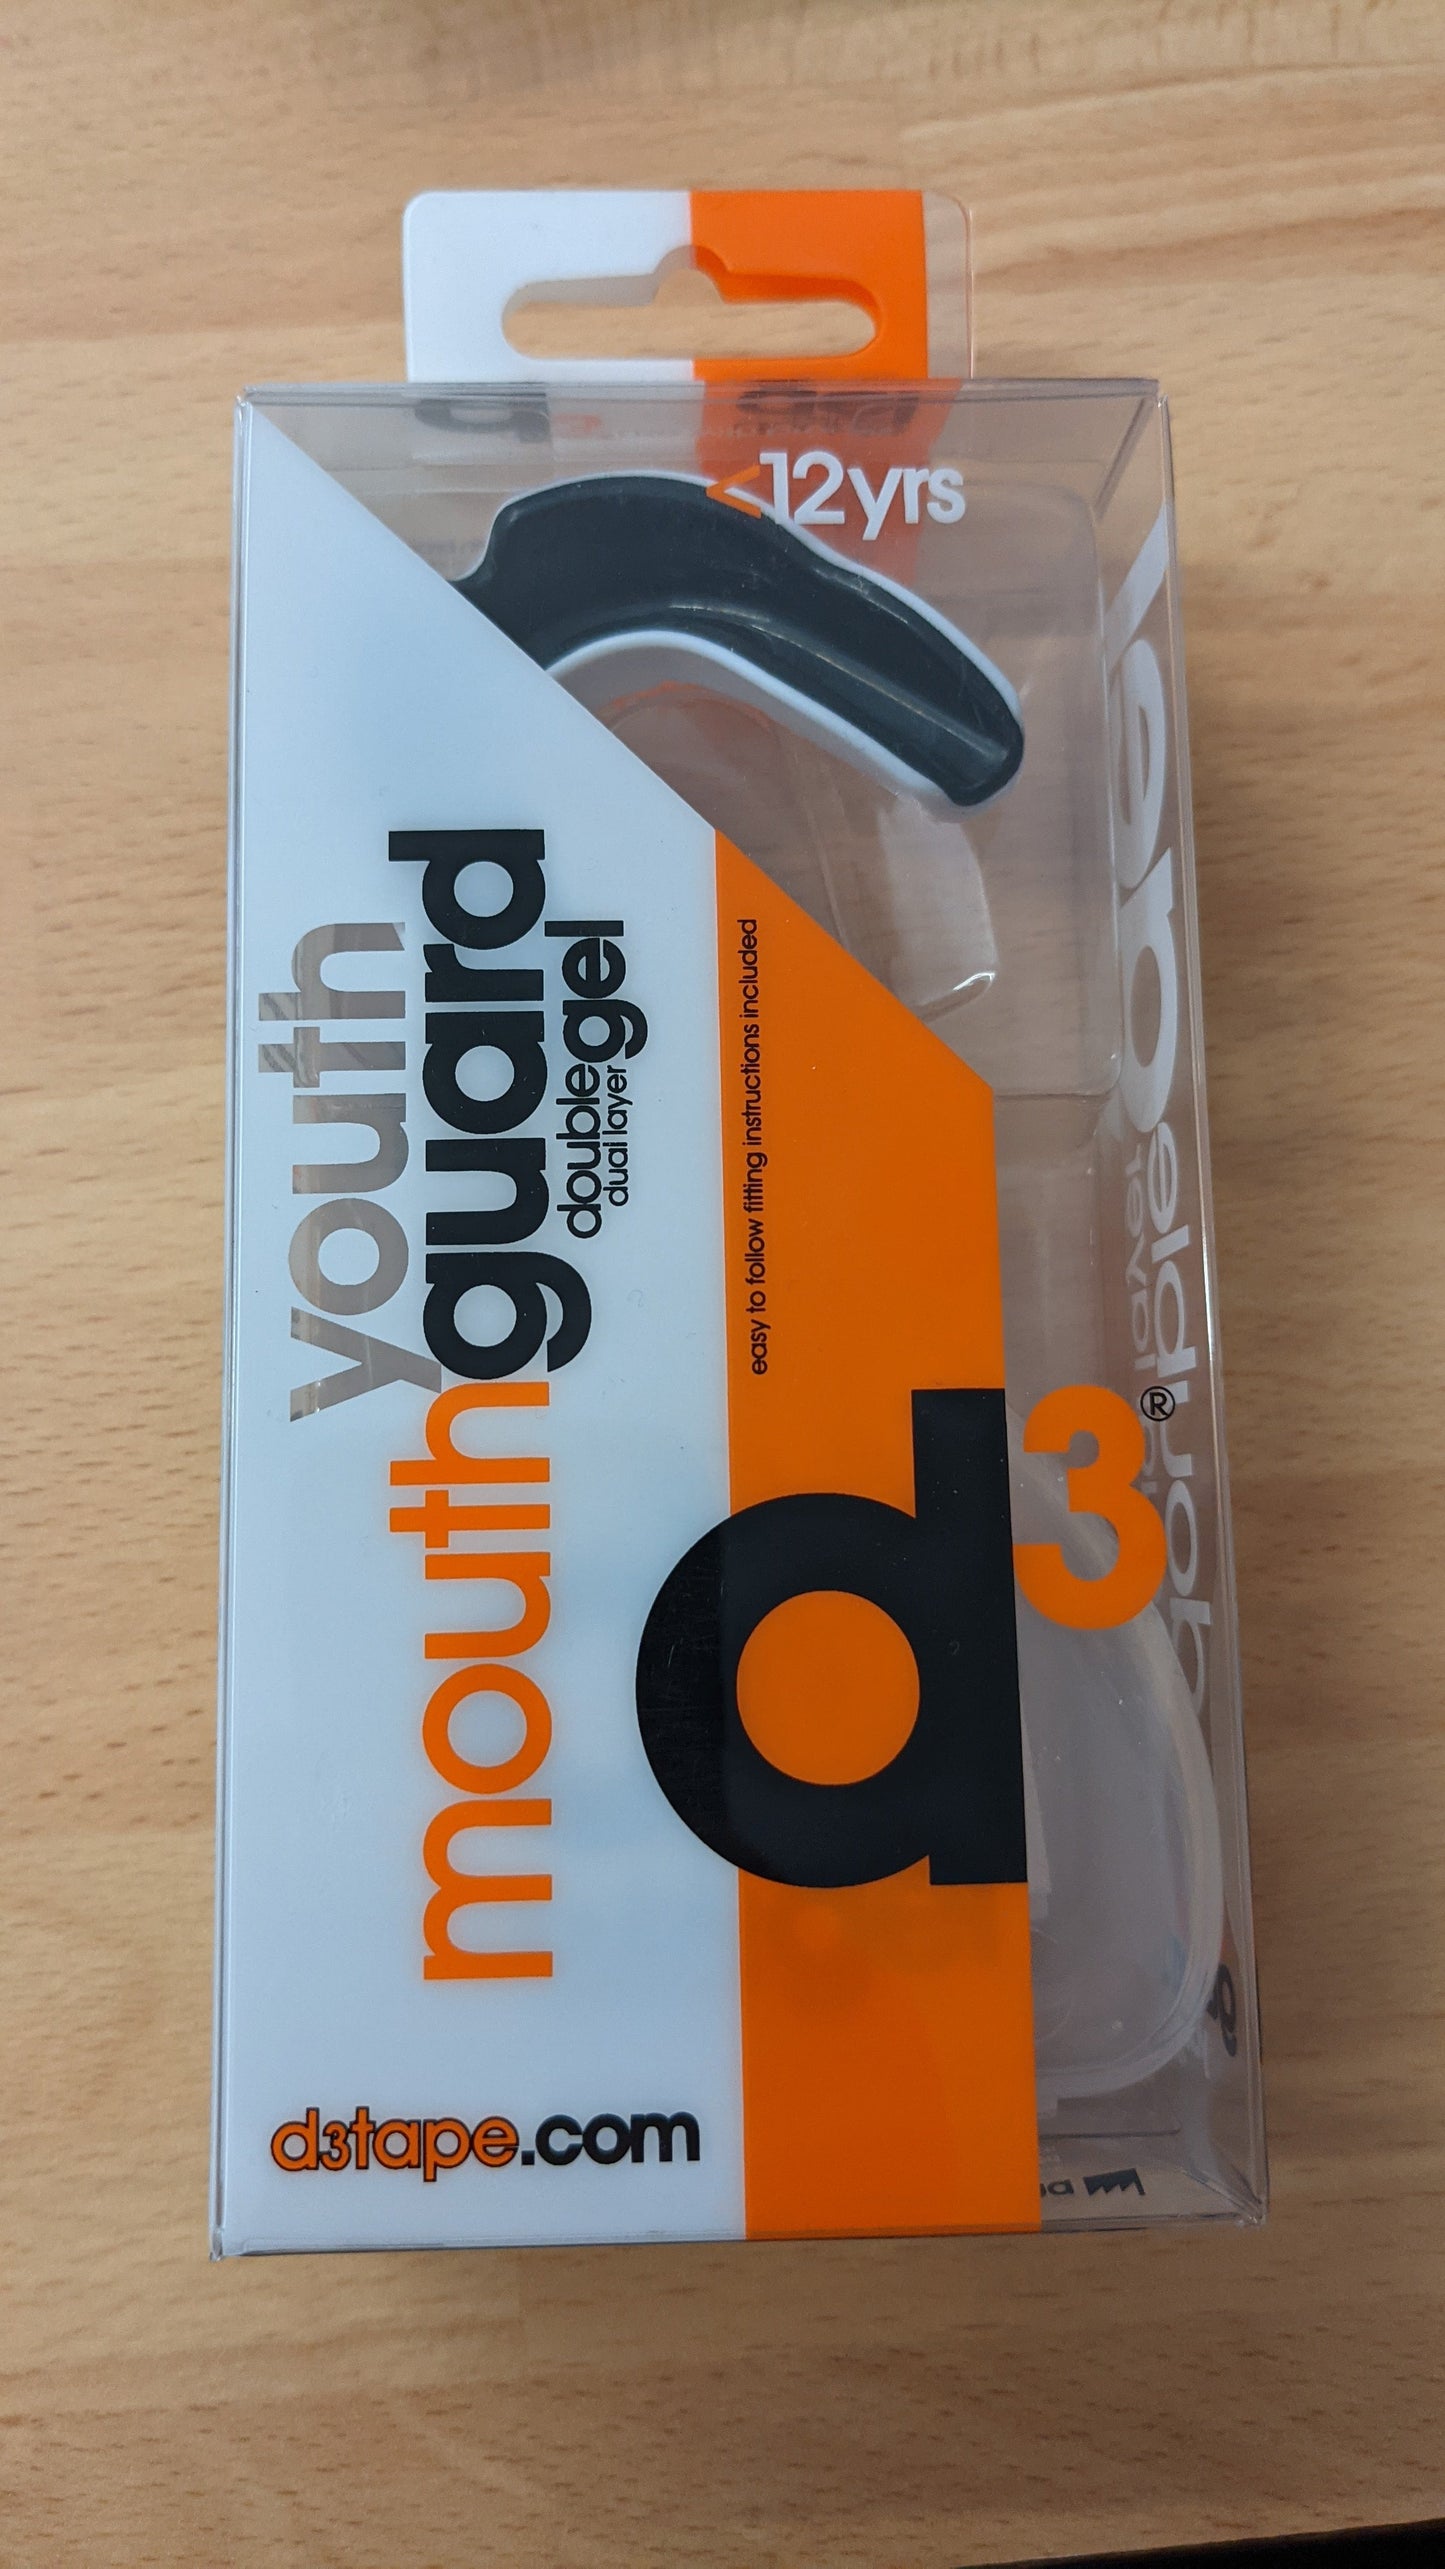 <12yrs
youth
mouthguard
doublegel
dual layer
easy to follow fitting instructions included
d3®
d3tape.com